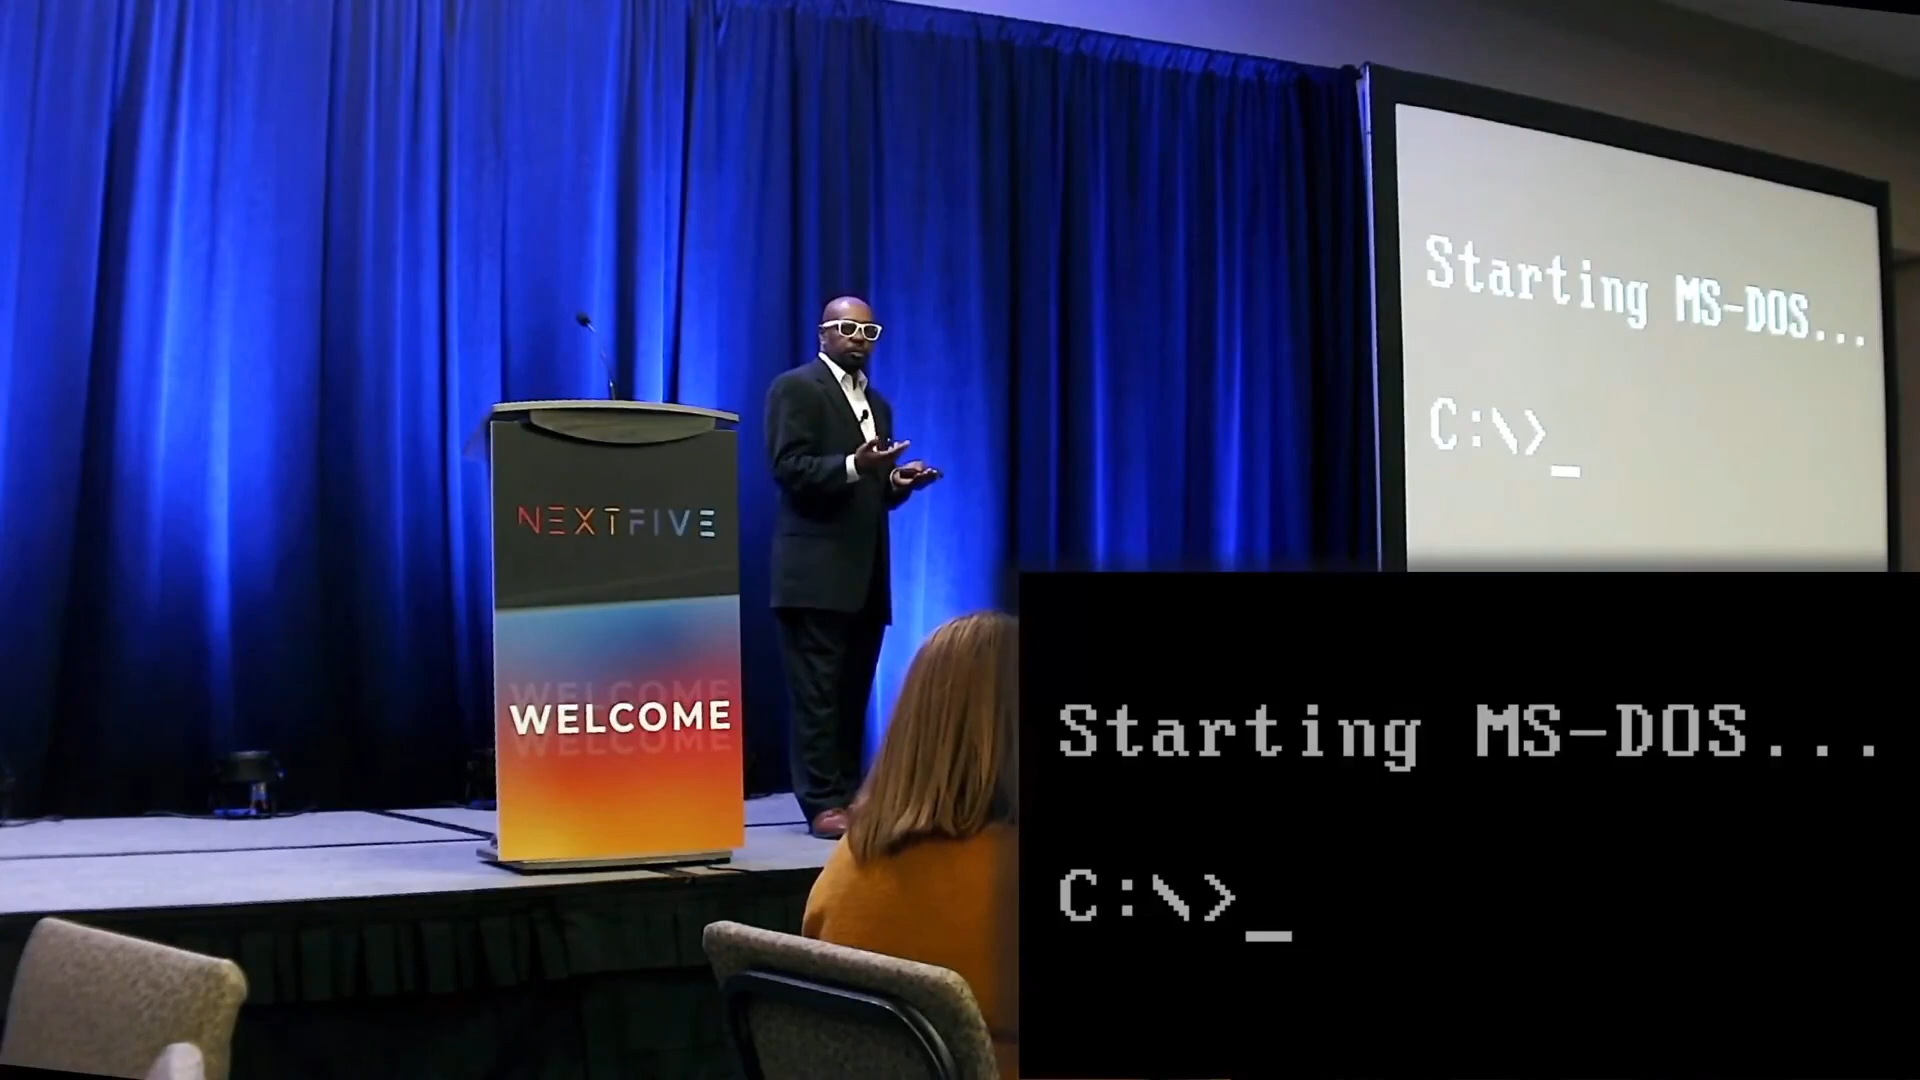 NEXTFIVE
WELCOME
WELCOME
WELCOME
Starting MS-DOS...
C:\>_
Starting MS-DOS...
C:\>_